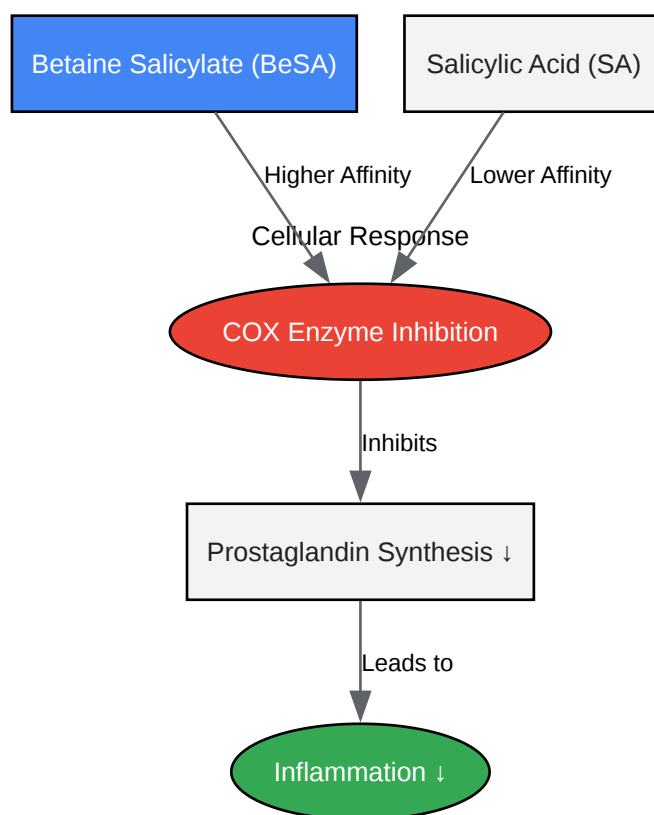 Betaine Salicylate (BeSA)
Salicylic Acid (SA)
Higher Affinity
Lower Affinity
Cellular Response
COX Enzyme Inhibition
Inhibits
Prostaglandin Synthesis ↓
Leads to
Inflammation ↓